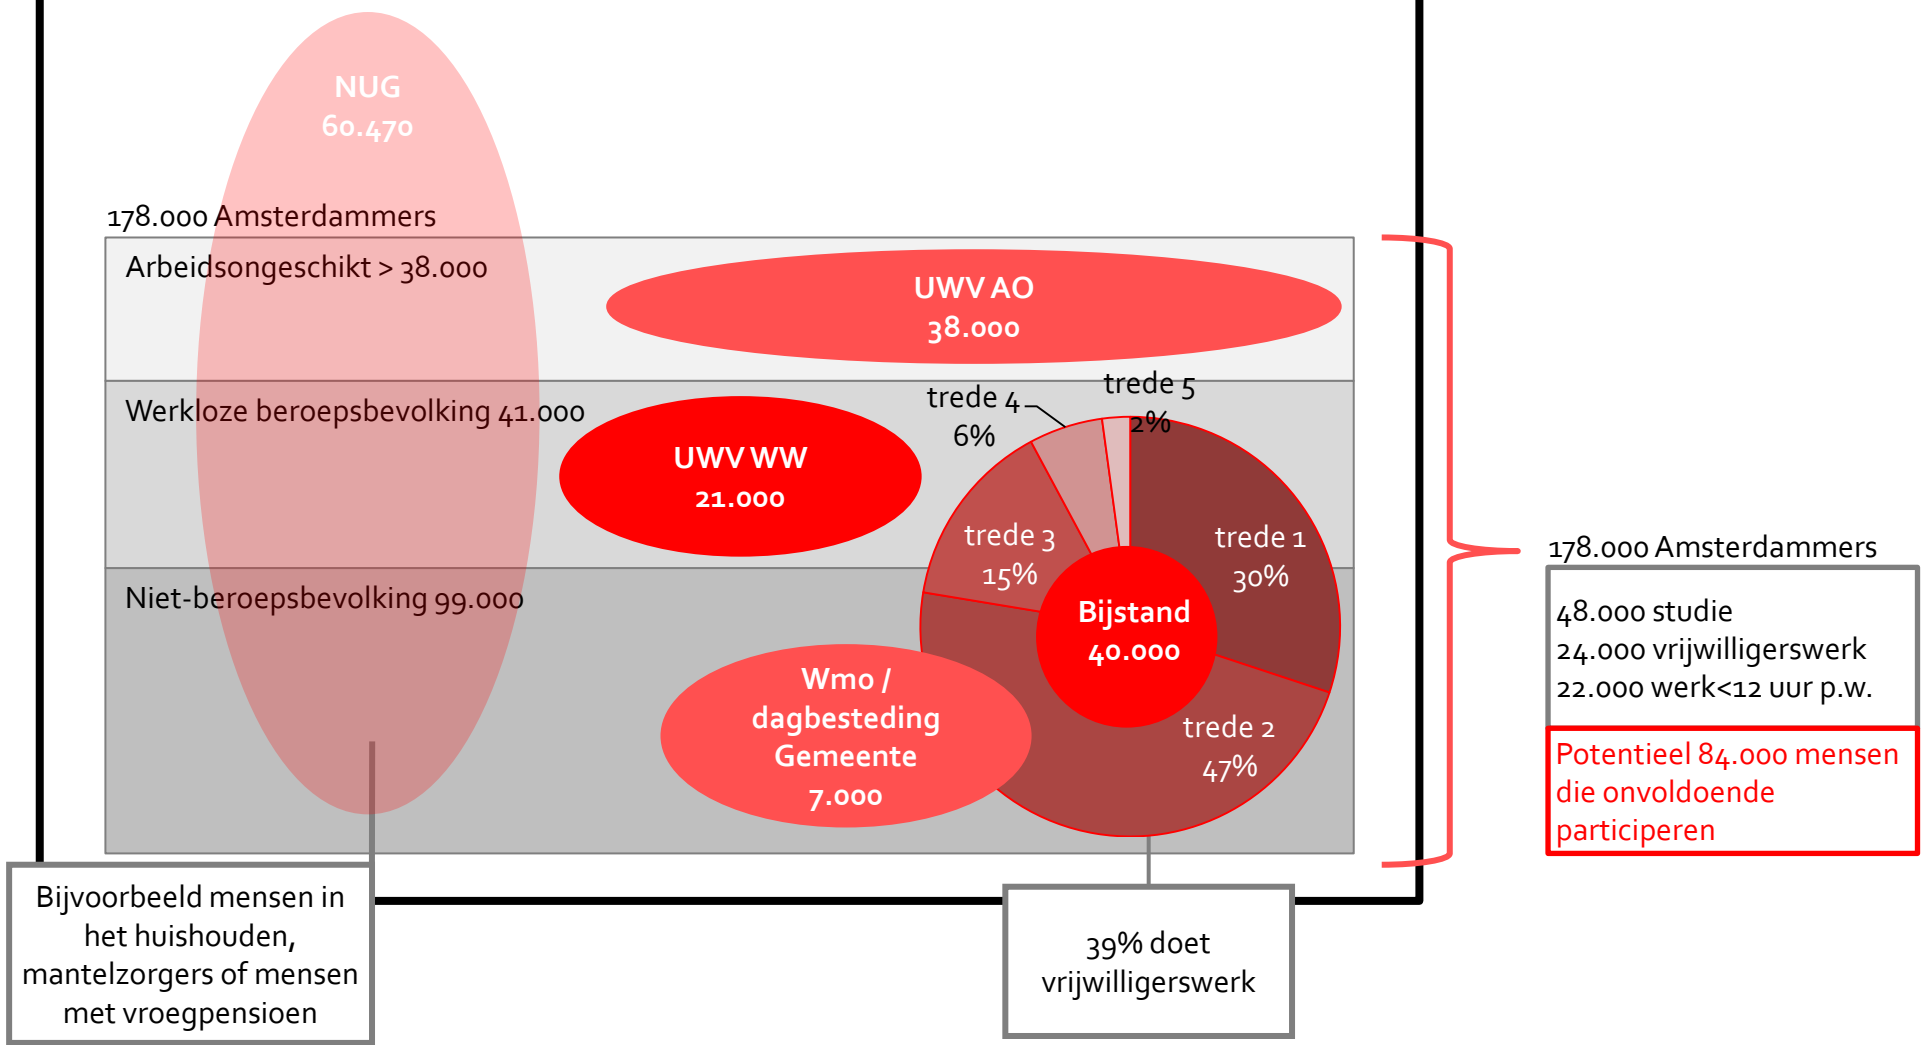 NUG
60.470
178.000 Amsterdammers
Arbeidsongeschikt > 38.000
UWV AO
38.000
Werkloze beroepsbevolking 41.000
UWV WW
21.000
trede 4
6%
trede 5
2%
trede 3
15%
trede 1
30%
Niet-beroepsbevolking 99.000
Bijstand
40.000
Wmo /
dagbesteding
Gemeente
7.000
trede 2
47%
178.000 Amsterdammers
48.000 studie
24.000 vrijwilligerswerk
22.000 werk<12 uur p.w.
Potentieel 84.000 mensen
die onvoldoende
participeren
Bijvoorbeeld mensen in
het huishouden,
mantelzorgers of mensen
met vroegpensioen
39% doet
vrijwilligerswerk